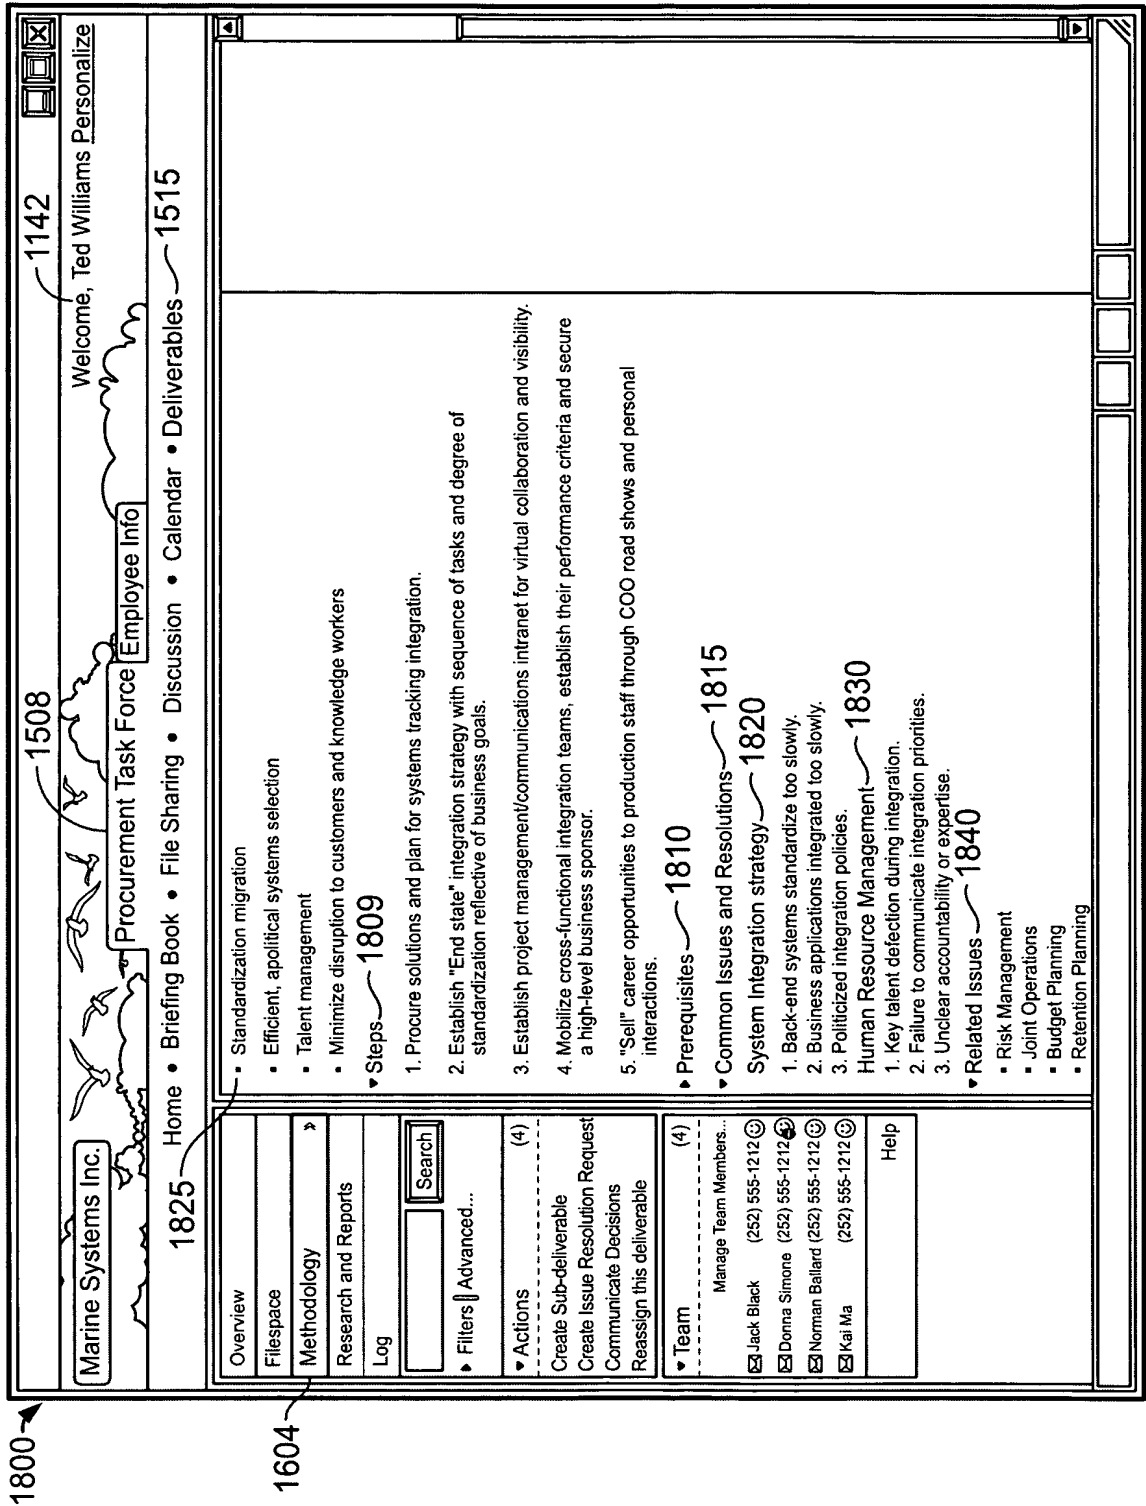 1800
1508
1142
Marine Systems Inc.
Welcome, Ted Williams Personalize
Procurement Task Force
Employee Info
1825
Home • Briefing Book • File Sharing • Discussion • Calendar • Deliverables
1515
1604
Overview
Filespace
Methodology »
Research and Reports
Log
Search
Filters || Advanced...
Actions (4)
Create Sub-deliverable
Create Issue Resolution Request
Communicate Decisions
Reassign this deliverable
Team (4)
Manage Team Members...
Jack Black (252) 555-1212
Donna Simone (252) 555-1212
Norman Ballard (252) 555-1212
Kai Ma (252) 555-1212
Help
▪ Standardization migration
▪ Efficient, apolitical systems selection
▪ Talent management
▪ Minimize disruption to customers and knowledge workers
Steps 1809
1. Procure solutions and plan for systems tracking integration.
2. Establish "End state" integration strategy with sequence of tasks and degree of
standardization reflective of business goals.
3. Establish project management/communications intranet for virtual collaboration and visibility.
4. Mobilize cross-functional integration teams, establish their performance criteria and secure
a high-level business sponsor.
5. "Sell" career opportunities to production staff through COO road shows and personal
interactions.
Prerequisites 1810
Common Issues and Resolutions 1815
System Integration strategy 1820
1. Back-end systems standardize too slowly.
2. Business applications integrated too slowly.
3. Politicized integration policies.
Human Resource Management 1830
1. Key talent defection during integration.
2. Failure to communicate integration priorities.
3. Unclear accountability or expertise.
Related Issues 1840
▪ Risk Management
▪ Joint Operations
▪ Budget Planning
▪ Retention Planning